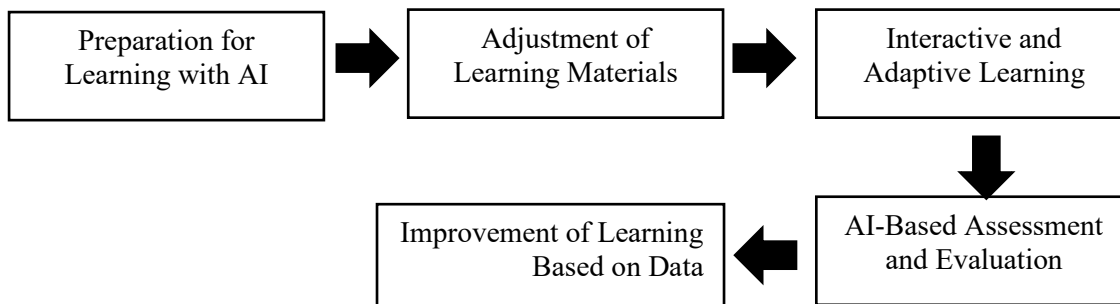 Preparation for
Learning with AI
Adjustment of
Learning Materials
Interactive and
Adaptive Learning
AI-Based Assessment
and Evaluation
Improvement of Learning
Based on Data